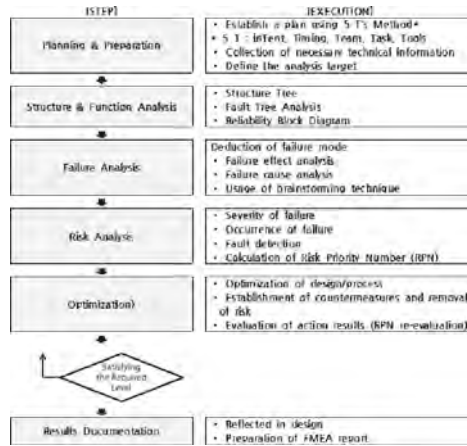 [STEP]
[EXECUTION]
Planning & Preparation
• Establish a plan using 5 T's Method*
• 5 T : inTent, Timing, Team, Task, Tools
• Collection of necessary technical information
• Define the analysis target
Structure & Function Analysis
• Structure Tree
• Fault Tree Analysis
• Reliability Block Diagram
Failure Analysis
Deduction of failure mode
• Failure effect analysis
• Failure cause analysis
• Usage of brainstorming technique
Risk Analyse
• Severity of failure
• Occurrence of failure
• Fault detection
• Calculation of Risk Priority Number (RPN)
Optimization)
• Optimization of design/process
• Establishment of countermeasures and removal
of risk
• Evaluation of action results (RPN re-evaluation)
Satisfying
the Required
Level
Results Documentation
• Reflected in design
• Preparation of FMEA report